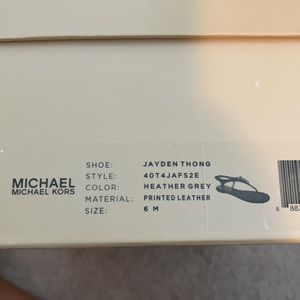 MICHAEL
MICHAEL KORS
SHOE: JAYDEN THONG
STYLE: 40T4JAFS2E
COLOR: HEATHER GREY
MATERIAL: PRINTED LEATHER
SIZE: 6 M